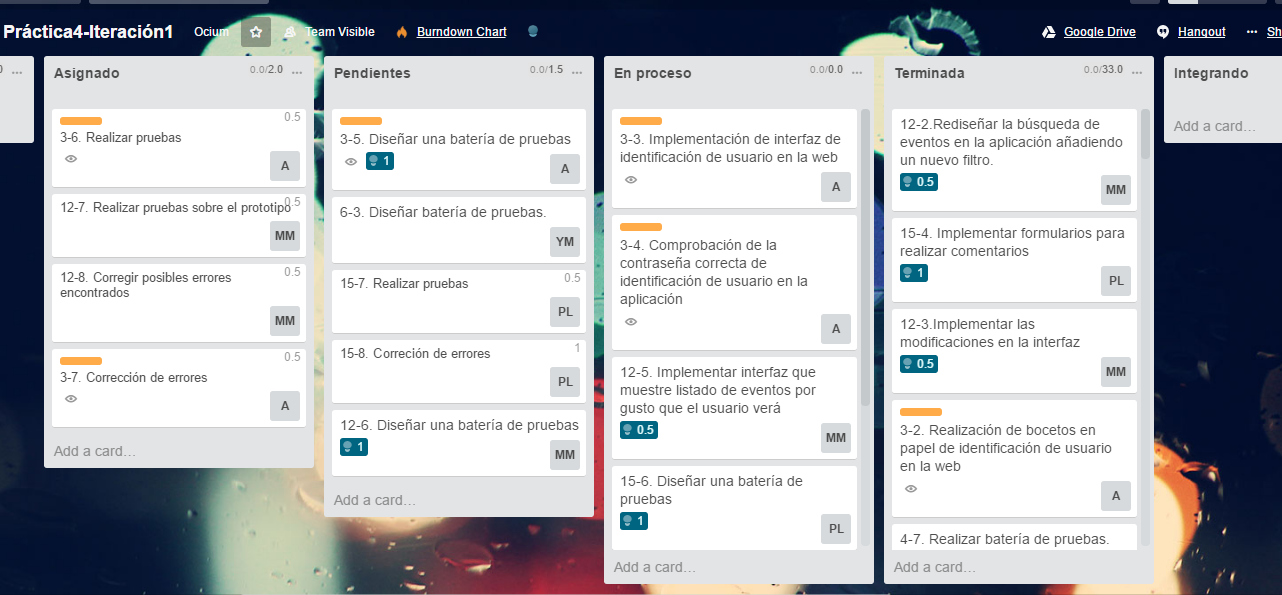 Práctica4-Iteración1
Ocium
Team Visible
Burndown Chart
Google Drive
Hangout
Sh
0
Asignado
0.0/2.0
0.5
3-6. Realizar pruebas
A
0.5
12-7. Realizar pruebas sobre el prototipo
MM
0.5
12-8. Corregir posibles errores
encontrados
MM
0.5
3-7. Corrección de errores
A
Add a card…
Pendientes
0.0/1.5
3-5. Diseñar una batería de pruebas
1
A
6-3. Diseñar batería de pruebas.
YM
0.5
15-7. Realizar pruebas
PL
1
15-8. Correción de errores
PL
12-6. Diseñar una batería de pruebas
1
MM
Add a card…
En proceso
0.0/0.0
3-3. Implementación de interfaz de
identificación de usuario en la web
A
3-4. Comprobación de la
contraseña correcta de
identificación de usuario en la
aplicación
A
12-5. Implementar interfaz que
muestre listado de eventos por
gusto que el usuario verá
0.5
MM
15-6. Diseñar una batería de
pruebas
1
PL
Add a card…
Terminada
0.0/33.0
12-2.Rediseñar la búsqueda de
eventos en la aplicación añadiendo
un nuevo filtro.
0.5
MM
15-4. Implementar formularios para
realizar comentarios
1
PL
12-3.Implementar las
modificaciones en la interfaz
0.5
MM
3-2. Realización de bocetos en
papel de identificación de usuario
en la web
A
4-7. Realizar batería de pruebas.
Add a card…
Integrando
Add a card…